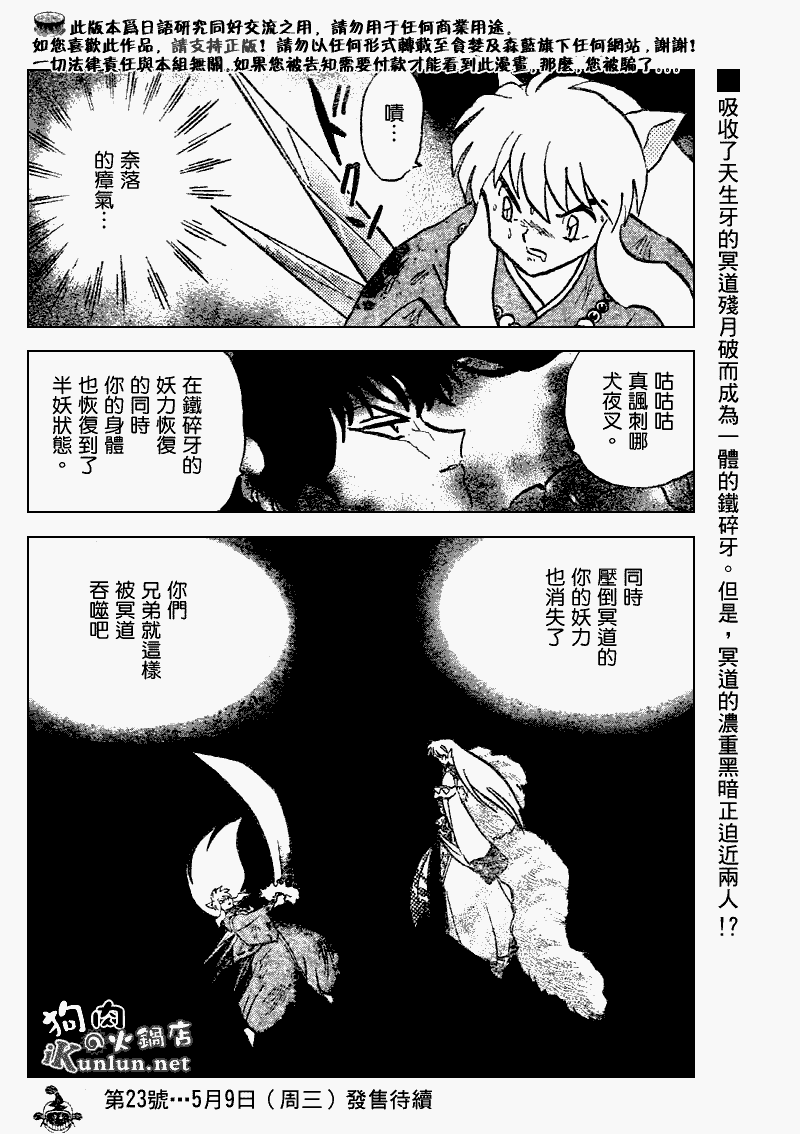 此版本爲日語研究同好交流之用，請勿用于任何商業用途。
如您喜歡此作品，請支持正版！請勿以任何形式轉載至食夢及森藍旗下任何網站，謝謝！
一切法律責任與本組無關，如果您被告知需要付款才能看到此漫畫，那麼，您被騙了...
■吸收了天生牙的冥道殘月破而成為一體的鐵碎牙。但是，冥道的濃重黑暗正迫近兩人！？
嘖…
奈落
的瘴氣…
咕咕咕
真諷刺哪
犬夜叉。
在鐵碎牙的
妖力恢復
的同時
你的身體
也恢復到了
半妖狀態。
同時
壓倒冥道的
你的妖力
也消失了
你們
兄弟就這樣
被冥道
吞噬吧
狗肉
@火鍋店
iKunlun.net
第23號…5月9日（周三）發售待續